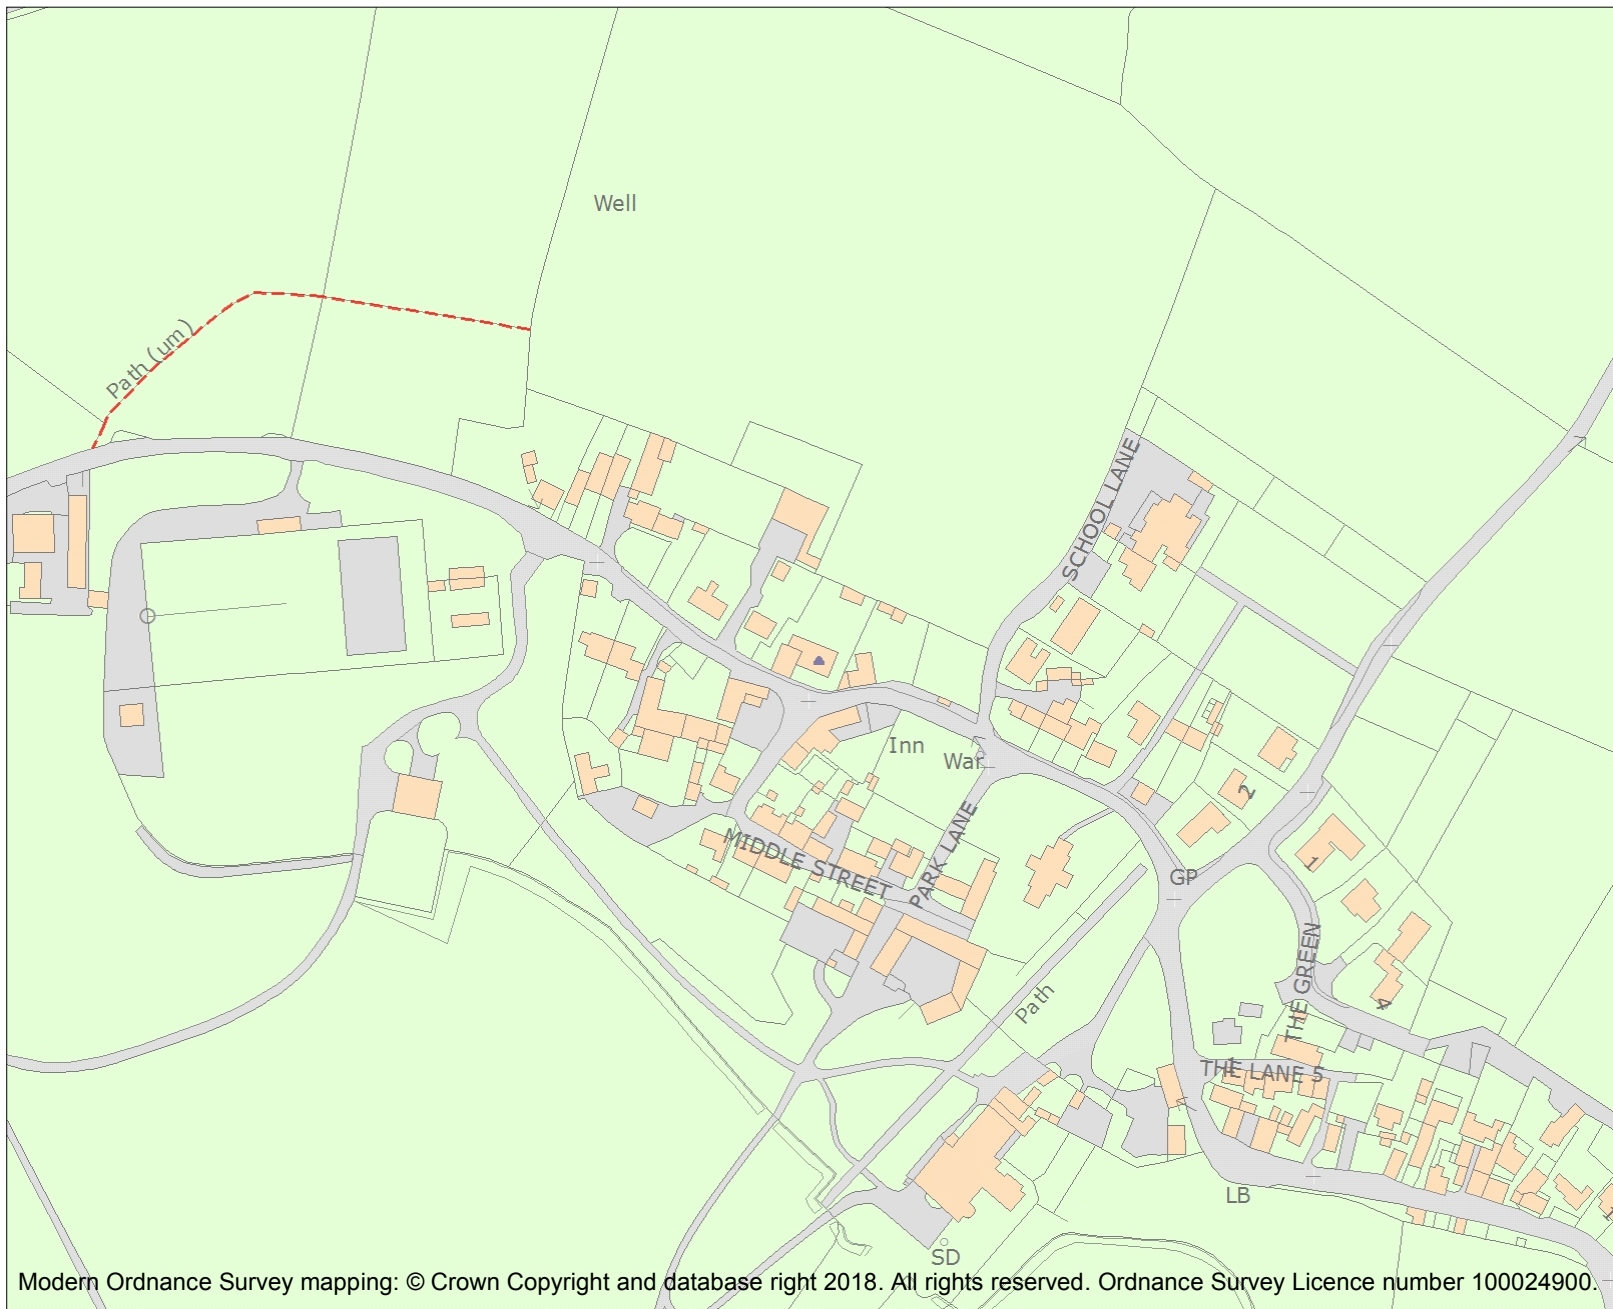 Well
Path (um)
SCHOOL LANE
Inn
War
2
MIDDLE STREET
PARK LANE
1
GP
THE GREEN
4
Path
THE LANE 5
LB
SD
Modern Ordnance Survey mapping: © Crown Copyright and database right 2018. All rights reserved. Ordnance Survey Licence number 100024900.